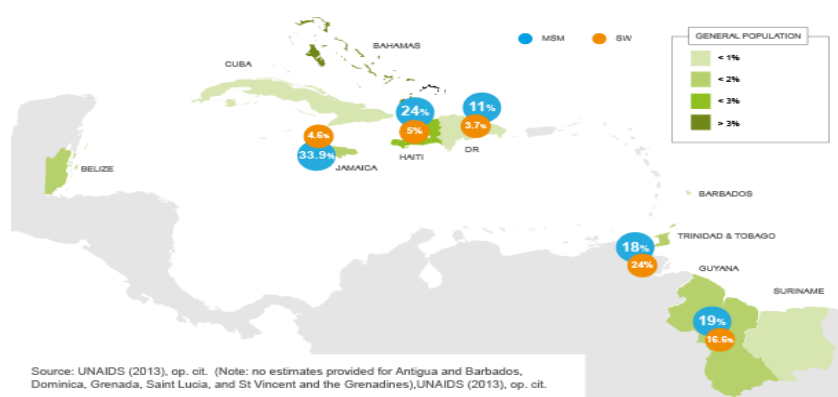 MSM
SW
GENERAL POPULATION
< 1%
< 2%
< 3%
> 3%
BAHAMAS
CUBA
24%
11%
5%
3.7%
4.6%
33.9%
HAITI
DR
JAMAICA
BELIZE
BARBADOS
TRINIDAD & TOBAGO
18%
24%
GUYANA
SURINAME
19%
16.6%
Source: UNAIDS (2013), op. cit. (Note: no estimates provided for Antigua and Barbados,
Dominica, Grenada, Saint Lucia, and St Vincent and the Grenadines),UNAIDS (2013), op. cit.